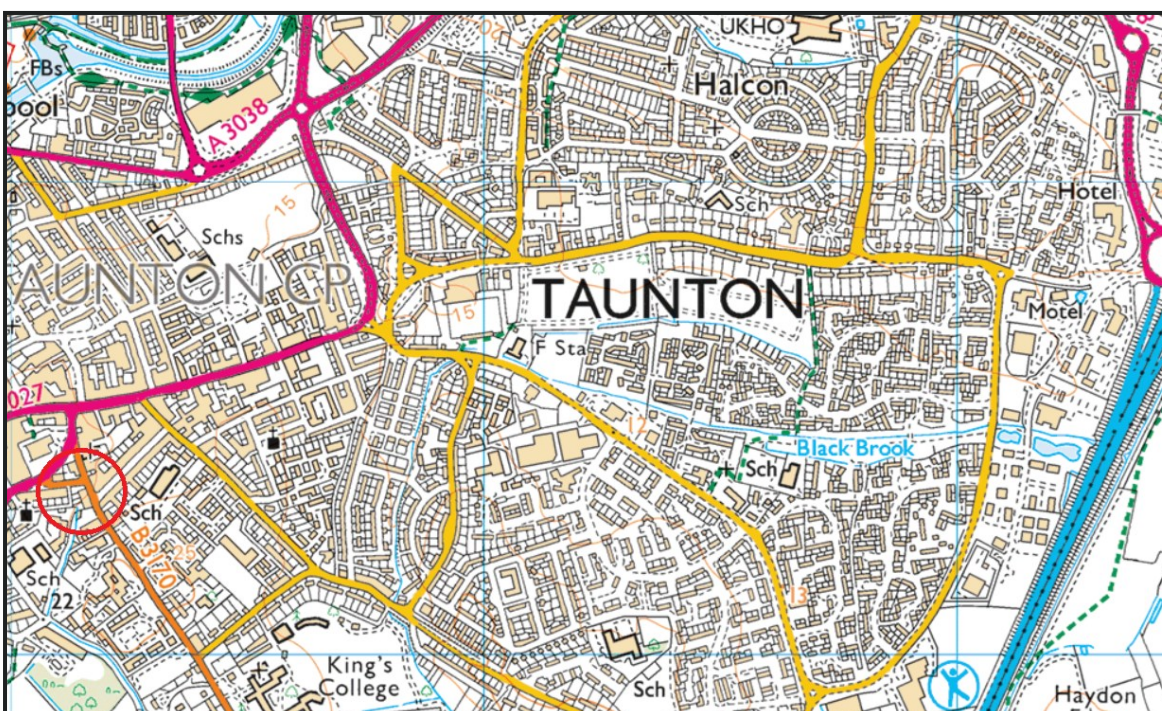 UKHO
FBs
pool
A 3038
20
Halcon
Hotel
Sch
15
Schs
AUNTON CP
TAUNTON
15
Motel
F Sta
027
12
Black Brook
Sch
Sch
B 3170
25
Sch
22
13
King's
College
Sch
Haydon